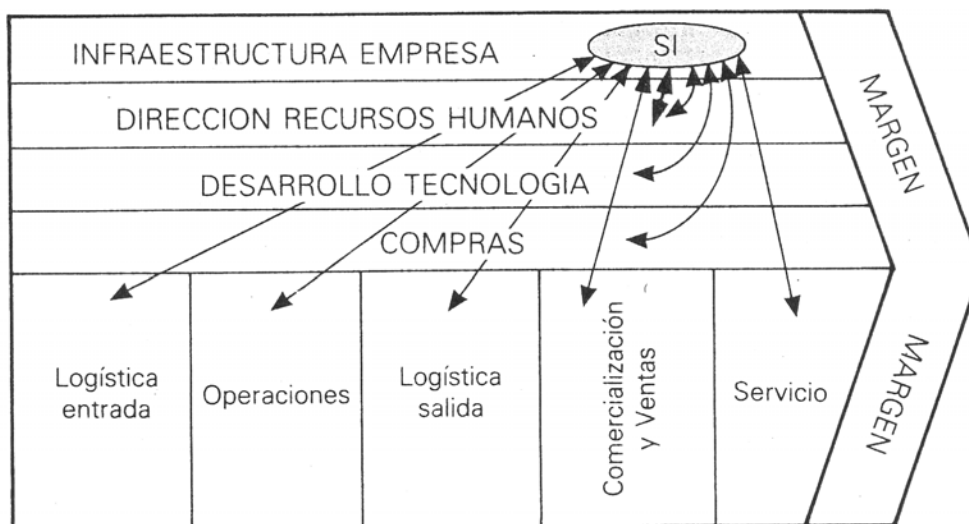 INFRAESTRUCTURA EMPRESA
SI
DIRECCION RECURSOS HUMANOS
DESARROLLO TECNOLOGIA
COMPRAS
MARGEN
MARGEN
Logística
entrada
Operaciones
Logística
salida
Comercialización
y Ventas
Servicio